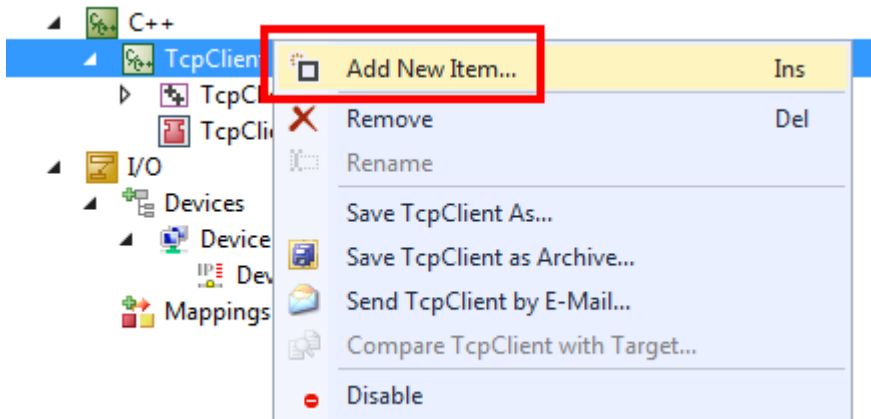 C++
TcpClient
Add New Item... Ins
Remove Del
Rename
I/O
Devices
Save TcpClient As...
Device
Save TcpClient as Archive...
Send TcpClient by E-Mail...
Mappings
Compare TcpClient with Target...
Disable